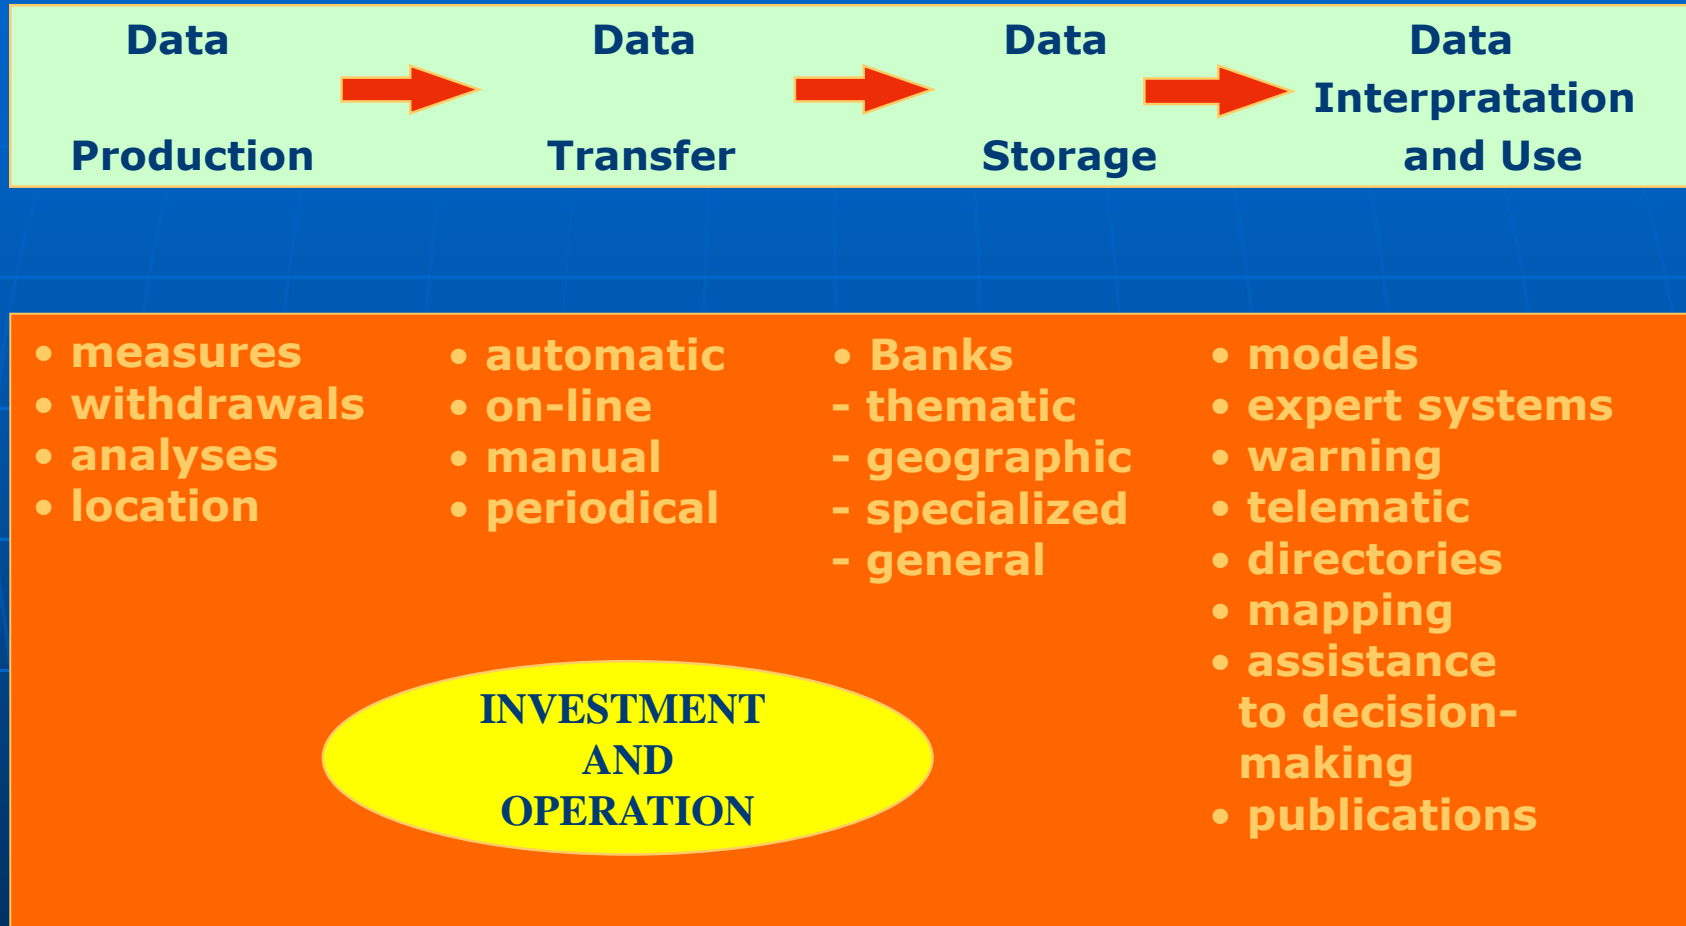 Data
Production
Data
Transfer
Data
Storage
Data
Interpratation
and Use
• measures
• withdrawals
• analyses
• location
• automatic
• on-line
• manual
• periodical
• Banks
- thematic
- geographic
- specialized
- general
• models
• expert systems
• warning
• telematic
• directories
• mapping
• assistance
to decision-
making
• publications
INVESTMENT
AND
OPERATION